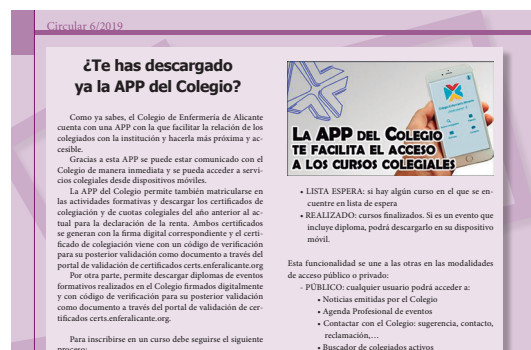 Circular 6/2019
¿Te has descargado
ya la APP del Colegio?
Como ya sabes, el Colegio de Enfermería de Alicante
cuenta con una APP con la que facilitar la relación de los
colegiados con la institución y hacerla más próxima y ac-
cesible.
Gracias a esta APP se puede estar comunicado con el
Colegio de manera inmediata y se pueda acceder a servi-
cios colegiales desde dispositivos móviles.
La APP del Colegio permite también matricularse en
las actividades formativas y descargar los certificados de
colegiación y de cuotas colegiales del año anterior al ac-
tual para la declaración de la renta. Ambos certificados
se generan con la firma digital correspondiente y el certi-
ficado de colegiación viene con un código de verificación
para su posterior validación como documento a través del
portal de validación de certificados certs.enferalicante.org
Por otra parte, permite descargar diplomas de eventos
formativos realizados en el Colegio firmados digitalmente
y con código de verificación para su posterior validación
como documento a través del portal de validación de cer-
tificados certs.enferalicante.org.
Para inscribirse en un curso debe seguirse el siguiente
proceso:
LA APP DEL COLEGIO
TE FACILITA EL ACCESO
A LOS CURSOS COLEGIALES
• LISTA ESPERA: si hay algún curso en el que se en-
cuentre en lista de espera
• REALIZADO: cursos finalizados. Si es un evento que
incluye diploma, podrá descargarlo en su dispositivo
móvil.
Esta funcionalidad se une a las otras en las modalidades
de acceso público o privado:
- PÚBLICO: cualquier usuario podrá acceder a:
• Noticias emitidas por el Colegio
• Agenda Profesional de eventos
• Contactar con el Colegio: sugerencia, contacto,
reclamación,...
• Buscador de colegiados activos